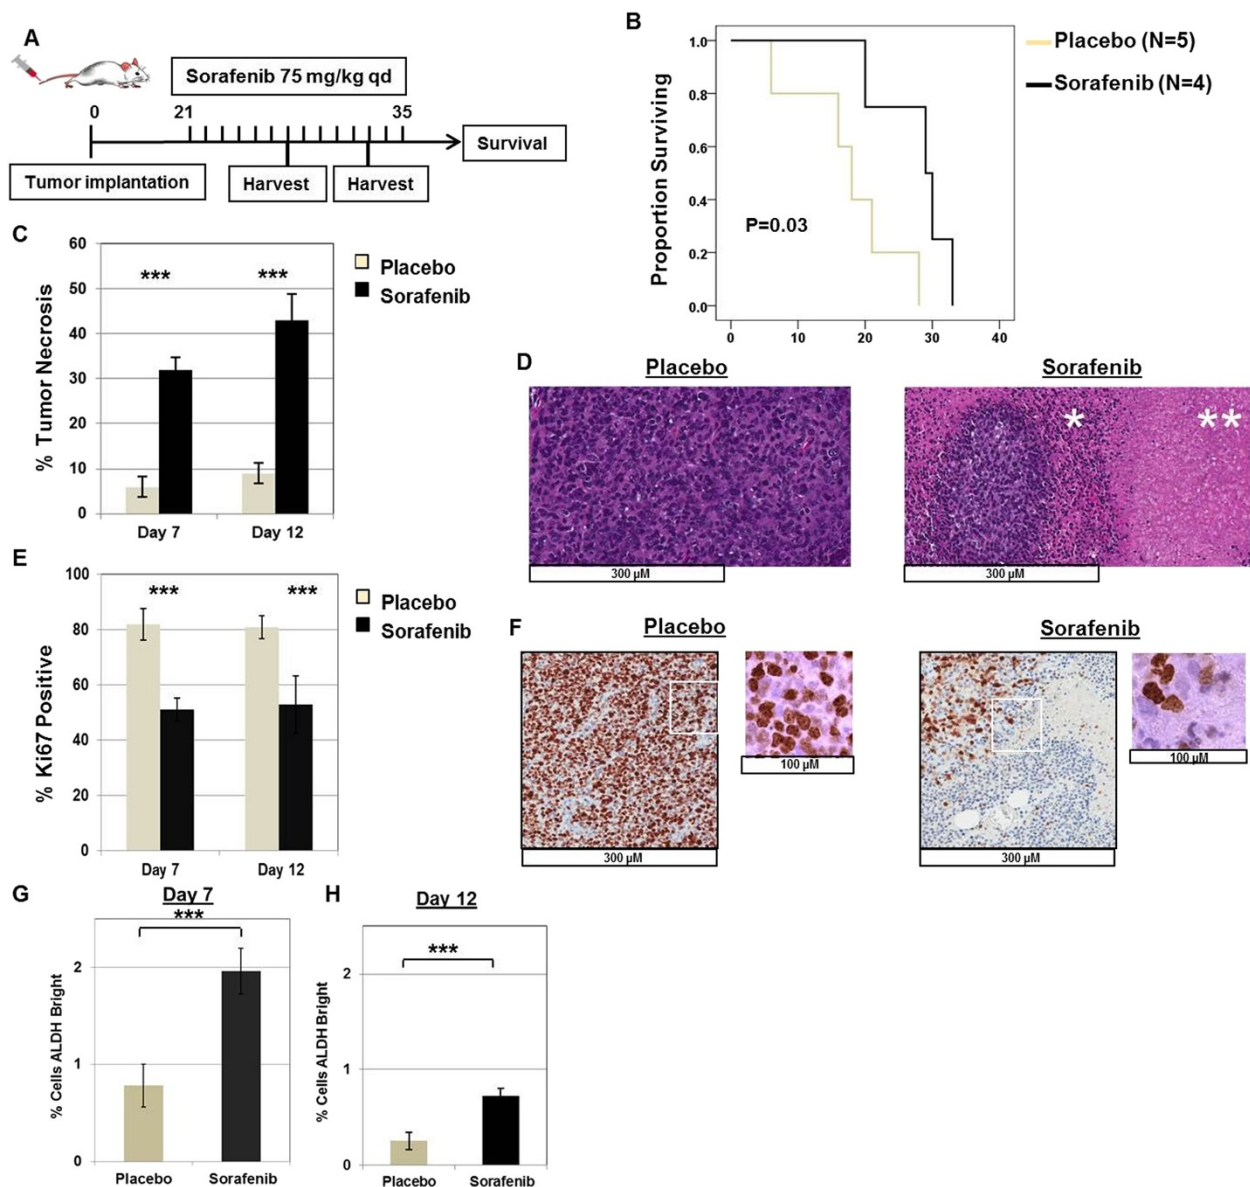 A
Sorafenib 75 mg/kg qd
0
21
35
Survival
Tumor implantation
Harvest
Harvest
B
Placebo (N=5)
Sorafenib (N=4)
Proportion Surviving
1.0
0.8
0.6
0.4
0.2
0.0
P=0.03
0 10 20 30 40
C
% Tumor Necrosis
60
50
40
30
20
10
0
*** ***
Placebo
Sorafenib
Day 7 Day 12
D
Placebo
Sorafenib
* **
300 µM
300 µM
E
% Ki67 Positive
100
80
60
40
20
0
*** ***
Placebo
Sorafenib
Day 7 Day 12
F
Placebo
Sorafenib
100 µM
100 µM
300 µM
300 µM
G
Day 7
***
% Cells ALDH Bright
2
1
0
Placebo Sorafenib
H
Day 12
***
% Cells ALDH Bright
2
1
0
Placebo Sorafenib